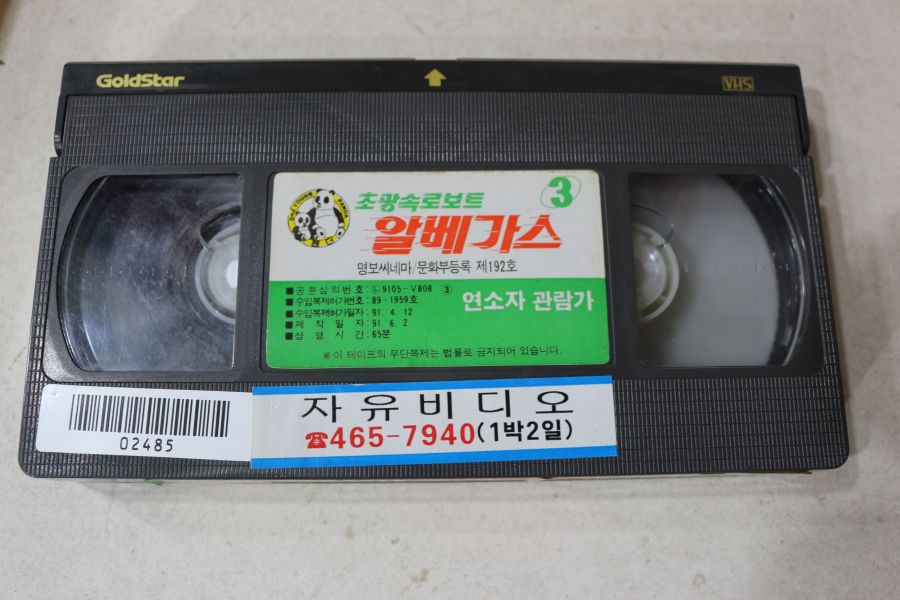 GoldStar
VHS
DAI YOUNG PANDA
초광속로보트
3
알베가스
명보씨네마/문화부등록 제192호
■공륜심의번호: Ⓛ9105-V808 ③
■수입복제허가번호: 89-1959호
■수입복제허가일자: 91. 4. 12
■제작일자: 91. 6. 2
■상영시간: 65분
연소자 관람가
※이 테이프의 무단복제는 법률로 금지되어 있습니다.
02485
자유비디오
☎465-7940(1박2일)